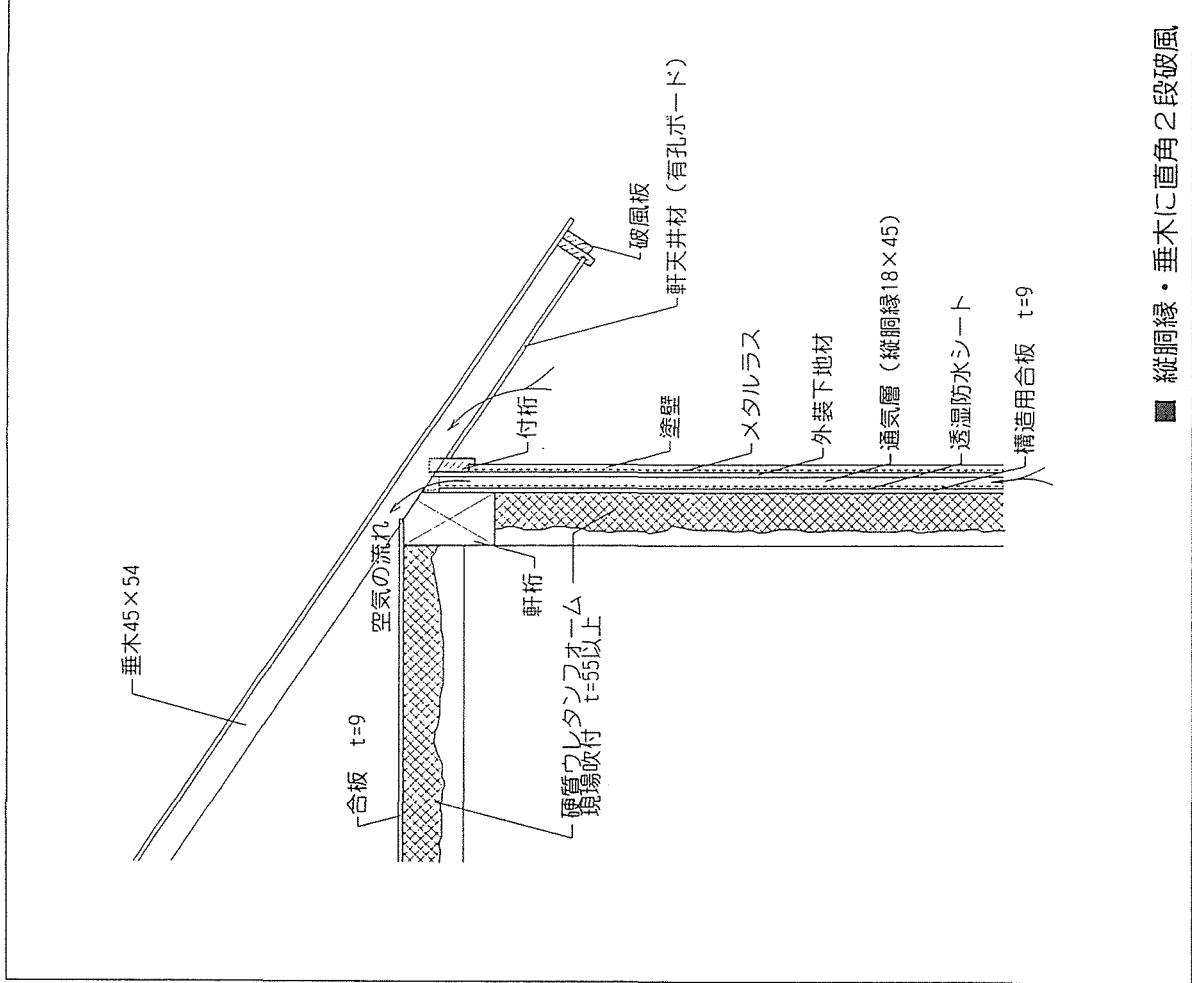 垂木45×54
空気の流れ
合板 t=9
破風板
軒天井材（有孔ボード）
付桁
軒桁
硬質ウレタンフォーム
現場吹付 t=55以上
塗壁
メタルラス
外装下地材
通気層（縦胴縁18×45）
透湿防水シート
構造用合板 t=9
■ 縦胴縁・垂木に直角2段破風